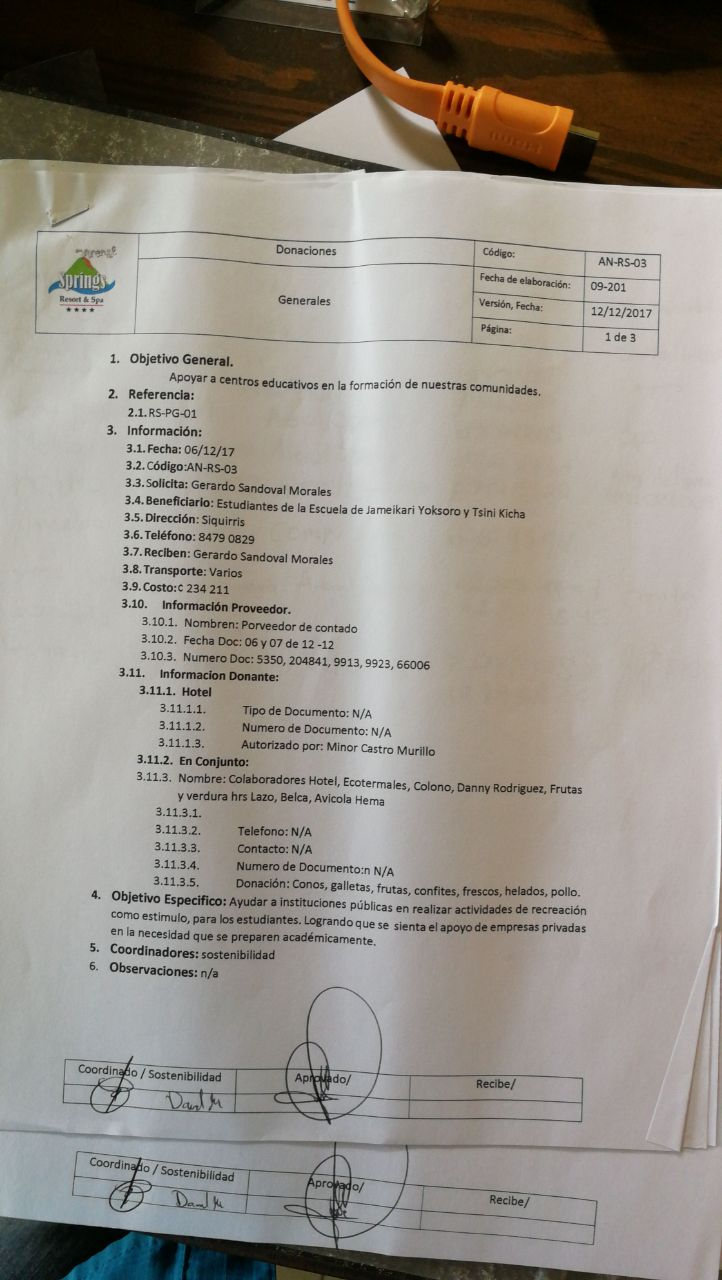 Springs
Resort & Spa
Donaciones
Generales
Código: AN-RS-03
Fecha de elaboración: 09-201
Versión, Fecha: 12/12/2017
Página: 1 de 3
1. Objetivo General.
Apoyar a centros educativos en la formación de nuestras comunidades.
2. Referencia:
2.1. RS-PG-01
3. Información:
3.1. Fecha: 06/12/17
3.2. Código:AN-RS-03
3.3. Solicita: Gerardo Sandoval Morales
3.4. Beneficiario: Estudiantes de la Escuela de Jameikari Yoksoro y Tsini Kicha
3.5. Dirección: Siquirris
3.6. Teléfono: 8479 0829
3.7. Reciben: Gerardo Sandoval Morales
3.8. Transporte: Varios
3.9. Costo:¢ 234 211
3.10. Información Proveedor.
3.10.1. Nombren: Porveedor de contado
3.10.2. Fecha Doc: 06 y 07 de 12 -12
3.10.3. Numero Doc: 5350, 204841, 9913, 9923, 66006
3.11. Informacion Donante:
3.11.1. Hotel
3.11.1.1. Tipo de Documento: N/A
3.11.1.2. Numero de Documento: N/A
3.11.1.3. Autorizado por: Minor Castro Murillo
3.11.2. En Conjunto:
3.11.3. Nombre: Colaboradores Hotel, Ecotermales, Colono, Danny Rodriguez, Frutas
y verdura hrs Lazo, Belca, Avicola Hema
3.11.3.1.
3.11.3.2. Telefono: N/A
3.11.3.3. Contacto: N/A
3.11.3.4. Numero de Documento:n N/A
3.11.3.5. Donación: Conos, galletas, frutas, confites, frescos, helados, pollo.
4. Objetivo Especifico: Ayudar a instituciones públicas en realizar actividades de recreación
como estimulo, para los estudiantes. Logrando que se sienta el apoyo de empresas privadas
en la necesidad que se preparen académicamente.
5. Coordinadores: sostenibilidad
6. Observaciones: n/a
Coordinado / Sostenibilidad Aprobado/ Recibe/
Coordinado / Sostenibilidad Aprobado/ Recibe/